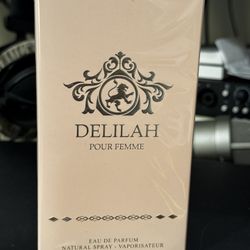 DELILAH
POUR FEMME
EAU DE PARFUM
NATURAL SPRAY - VAPORISATEUR